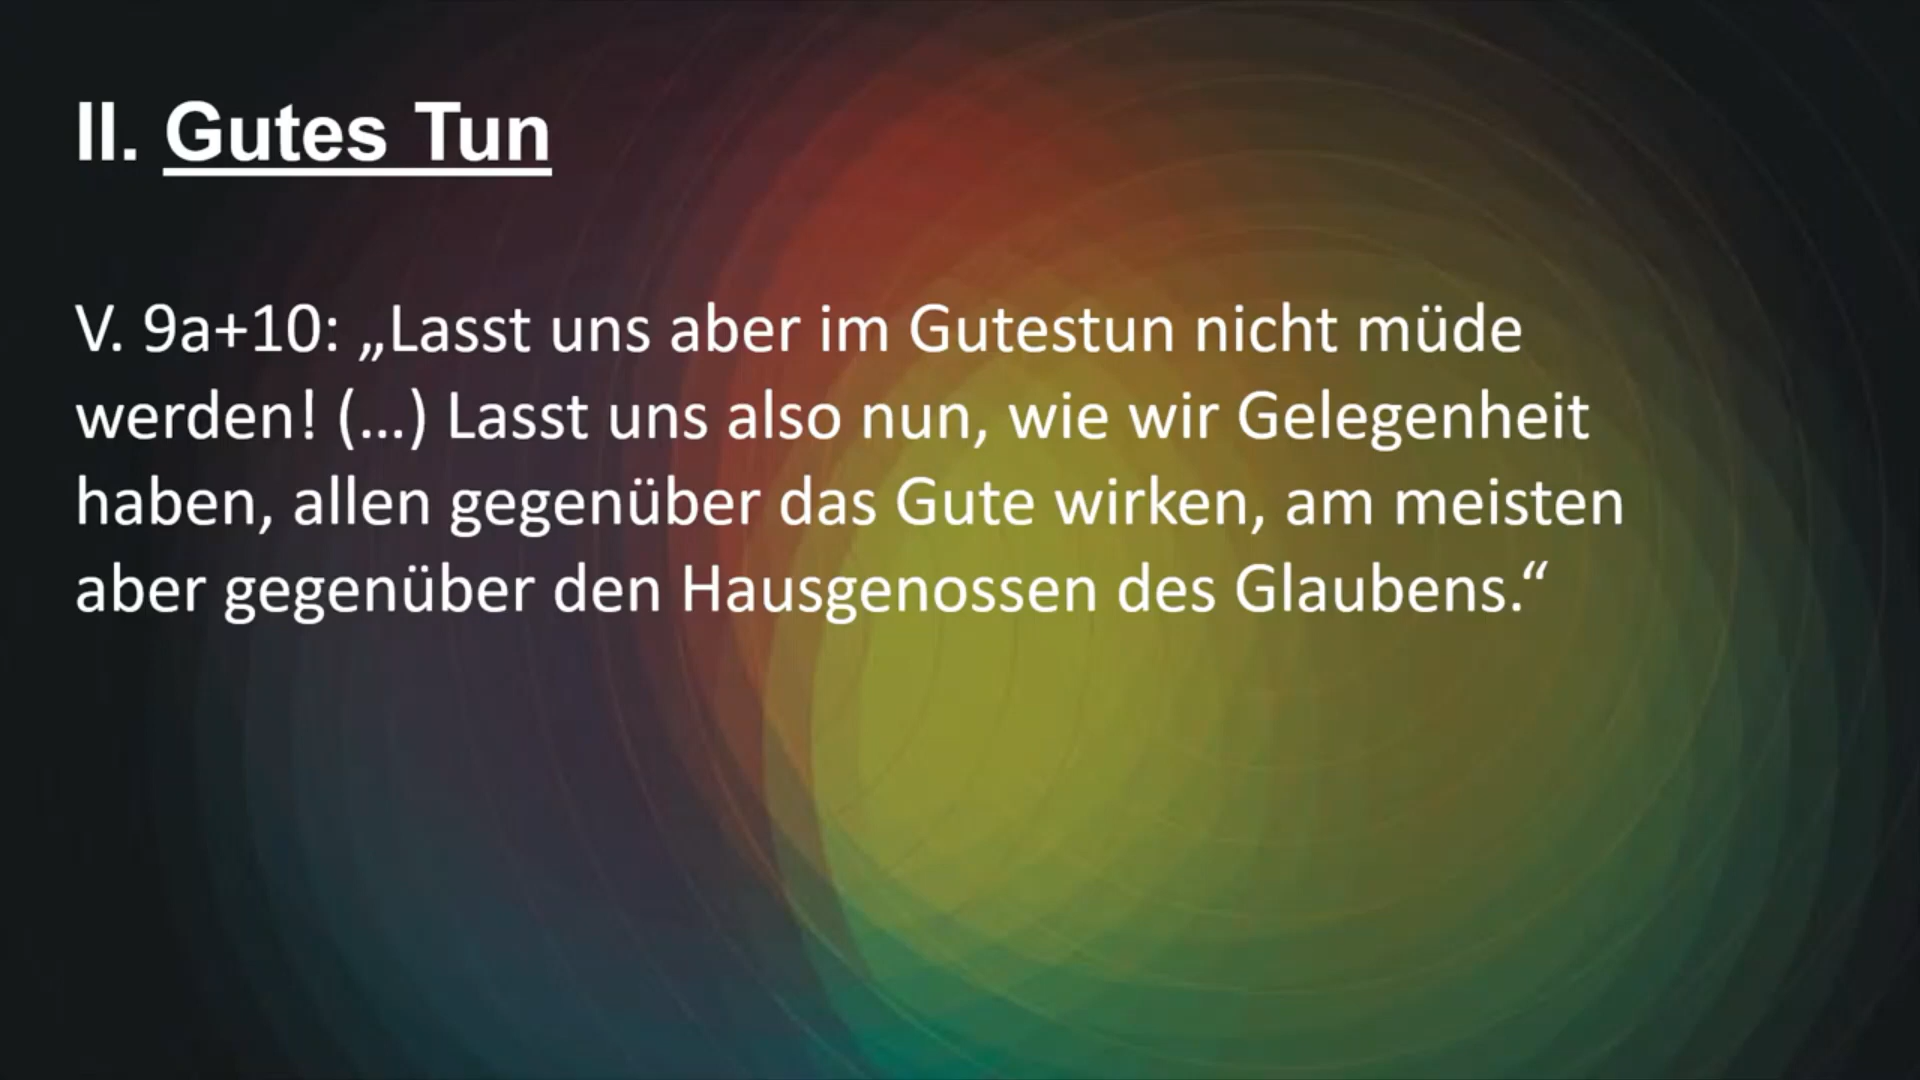 II. Gutes Tun
V. 9a+10: „Lasst uns aber im Gutestun nicht müde
werden! (...) Lasst uns also nun, wie wir Gelegenheit
haben, allen gegenüber das Gute wirken, am meisten
aber gegenüber den Hausgenossen des Glaubens.“